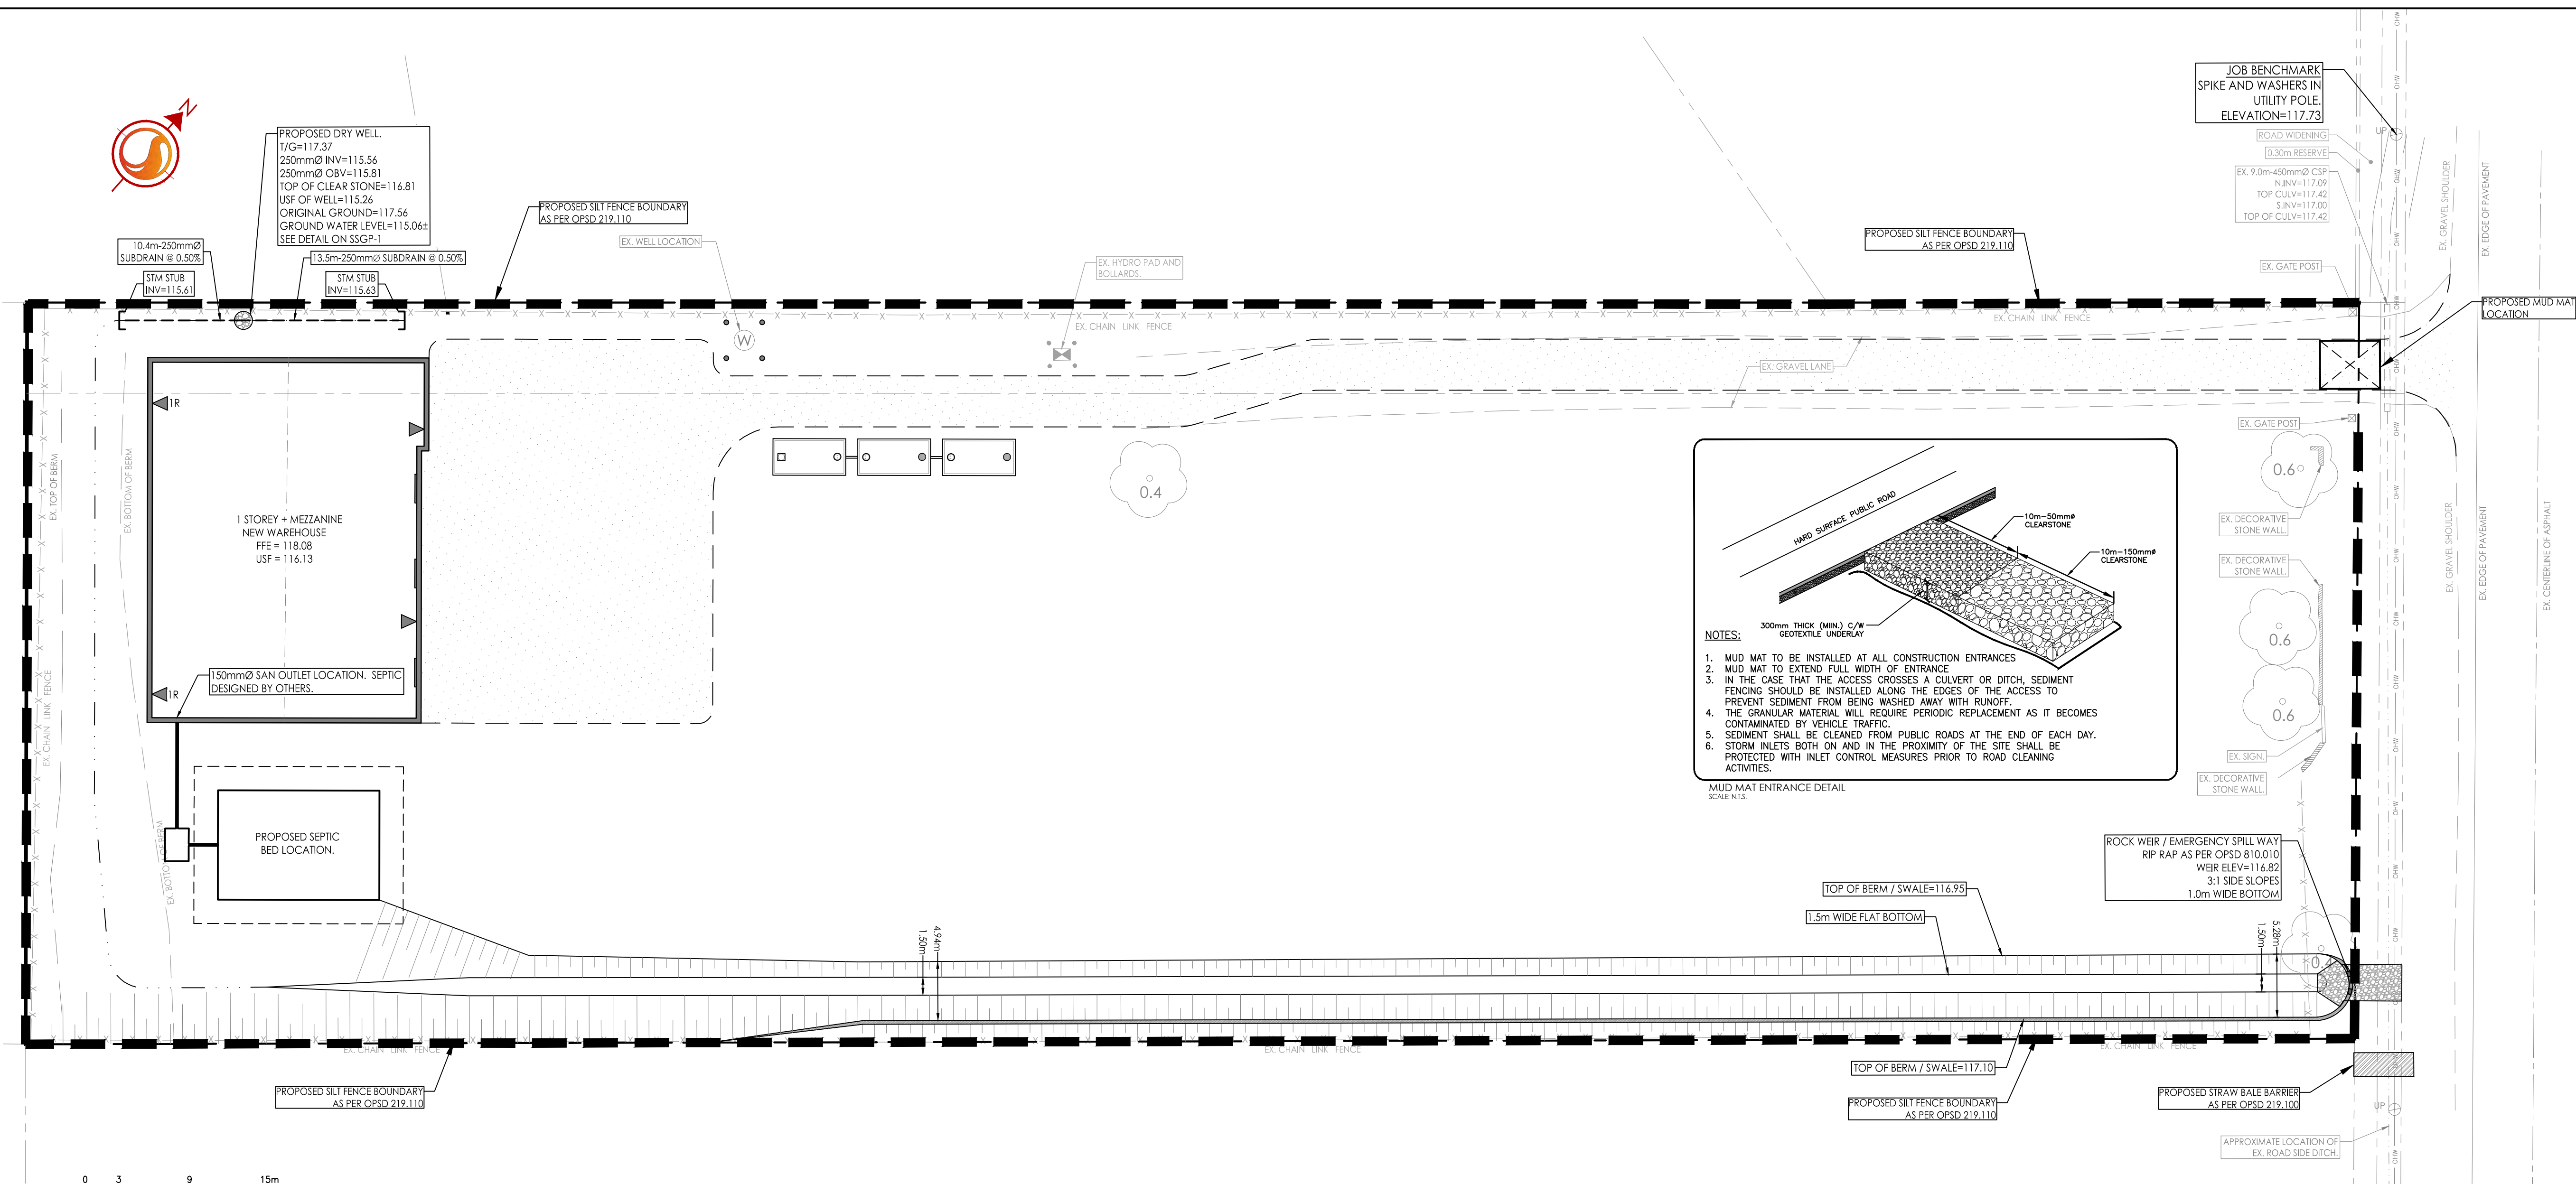 N
PROPOSED DRY WELL.
T/G=117.37
250mmØ INV=115.56
250mmØ OBV=115.81
TOP OF CLEAR STONE=116.81
USF OF WELL=115.26
ORIGINAL GROUND=117.56
GROUND WATER LEVEL=115.06±
SEE DETAIL ON SSGP-1
10.4m-250mmØ
SUBDRAIN @ 0.50%
13.5m-250mmØ SUBDRAIN @ 0.50%
STM STUB
INV=115.61
STM STUB
INV=115.63
PROPOSED SILT FENCE BOUNDARY
AS PER OPSD 219.110
EX. WELL LOCATION
W
EX. HYDRO PAD AND
BOLLARDS.
EX. CHAIN LINK FENCE
PROPOSED SILT FENCE BOUNDARY
AS PER OPSD 219.110
EX. CHAIN LINK FENCE
JOB BENCHMARK
SPIKE AND WASHERS IN
UTILITY POLE.
ELEVATION=117.73
UP
ROAD WIDENING
0.30m RESERVE
EX. 9.0m-450mmØ CSP
N.INV=117.09
TOP CULV=117.42
S.INV=117.00
TOP OF CULV=117.42
EX. GATE POST
PROPOSED MUD MAT
LOCATION
EX. GRAVEL SHOULDER
EX. EDGE OF PAVEMENT
OHW
OHW
OHW
OHW
OHW
OHW
OHW
OHW
OHW
OHW
OHW
EX. GRAVEL LANE
EX. GATE POST
0.6
EX. DECORATIVE
STONE WALL.
EX. DECORATIVE
STONE WALL.
0.6
0.6
EX. SIGN.
EX. DECORATIVE
STONE WALL.
EX. GRAVEL SHOULDER
EX. EDGE OF PAVEMENT
EX. CENTERLINE OF ASPHALT
EX. TOP OF BERM
EX. BOTTOM OF BERM
EX. CHAIN LINK FENCE
1R
1R
1 STOREY + MEZZANINE
NEW WAREHOUSE
FFE = 118.08
USF = 116.13
150mmØ SAN OUTLET LOCATION. SEPTIC
DESIGNED BY OTHERS.
0.4
HARD SURFACE PUBLIC ROAD
10m-50mmø
CLEARSTONE
10m-150mmø
CLEARSTONE
300mm THICK (MIN.) C/W
GEOTEXTILE UNDERLAY
NOTES:
1. MUD MAT TO BE INSTALLED AT ALL CONSTRUCTION ENTRANCES
2. MUD MAT TO EXTEND FULL WIDTH OF ENTRANCE
3. IN THE CASE THAT THE ACCESS CROSSES A CULVERT OR DITCH, SEDIMENT
FENCING SHOULD BE INSTALLED ALONG THE EDGES OF THE ACCESS TO
PREVENT SEDIMENT FROM BEING WASHED AWAY WITH RUNOFF.
4. THE GRANULAR MATERIAL WILL REQUIRE PERIODIC REPLACEMENT AS IT BECOMES
CONTAMINATED BY VEHICLE TRAFFIC.
5. SEDIMENT SHALL BE CLEANED FROM PUBLIC ROADS AT THE END OF EACH DAY.
6. STORM INLETS BOTH ON AND IN THE PROXIMITY OF THE SITE SHALL BE
PROTECTED WITH INLET CONTROL MEASURES PRIOR TO ROAD CLEANING
ACTIVITIES.
MUD MAT ENTRANCE DETAIL
SCALE: N.T.S.
EX. BOTTOM OF BERM
PROPOSED SEPTIC
BED LOCATION.
ROCK WEIR / EMERGENCY SPILL WAY
RIP RAP AS PER OPSD 810.010
WEIR ELEV=116.82
3:1 SIDE SLOPES
1.0m WIDE BOTTOM
TOP OF BERM / SWALE=116.95
1.5m WIDE FLAT BOTTOM
4.94m
1.50m
5.28m
1.50m
0.4
EX. CHAIN LINK FENCE
EX. CHAIN LINK FENCE
EX. CHAIN LINK FENCE
TOP OF BERM / SWALE=117.10
PROPOSED SILT FENCE BOUNDARY
AS PER OPSD 219.110
PROPOSED SILT FENCE BOUNDARY
AS PER OPSD 219.110
PROPOSED STRAW BALE BARRIER
AS PER OPSD 219.100
UP
APPROXIMATE LOCATION OF
EX. ROAD SIDE DITCH.
0 3 9 15m